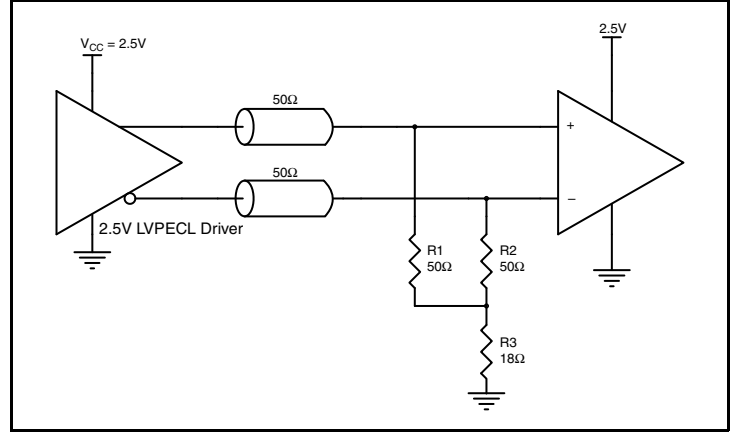 V_CC = 2.5V
2.5V
50Ω
+
50Ω
−
2.5V LVPECL Driver
R1
50Ω
R2
50Ω
R3
18Ω